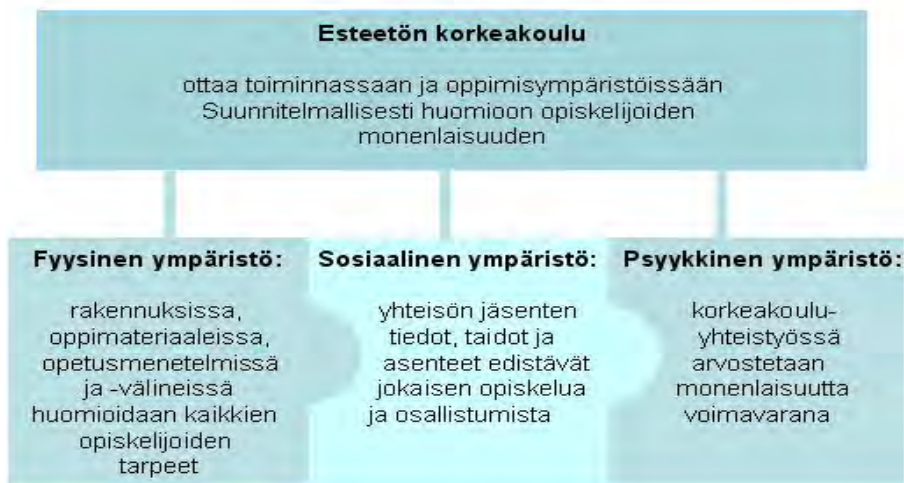 Esteetön korkeakoulu
ottaa toiminnassaan ja oppimisympäristöissään
Suunnitelmallisesti huomioon opiskelijoiden
monenlaisuuden
Fyysinen ympäristö:
rakennuksissa,
oppimateriaaleissa,
opetusmenetelmissä
ja -välineissä
huomioidaan kaikkien
opiskelijoiden
tarpeet
Sosiaalinen ympäristö:
yhteisön jäsenten
tiedot, taidot ja
asenteet edistävät
jokaisen opiskelua
ja osallistumista
Psyykkinen ympäristö:
korkeakoulu-
yhteistyössä
arvostetaan
monenlaisuutta
voimavarana